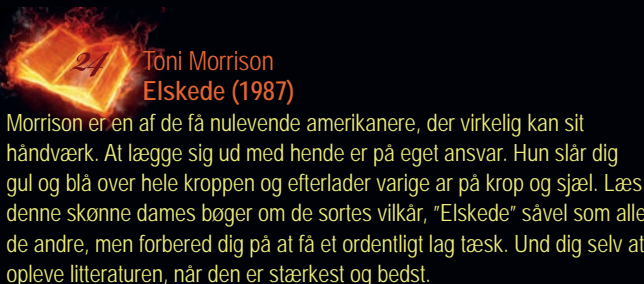 24
Toni Morrison
Elskede (1987)
Morrison er en af de få nulevende amerikanere, der virkelig kan sit
håndværk. At lægge sig ud med hende er på eget ansvar. Hun slår dig
gul og blå over hele kroppen og efterlader varige ar på krop og sjæl. Læs
denne skønne dames bøger om de sortes vilkår, ”Elskede” såvel som alle
de andre, men forbered dig på at få et ordentligt lag tæsk. Und dig selv at
opleve litteraturen, når den er stærkest og bedst.